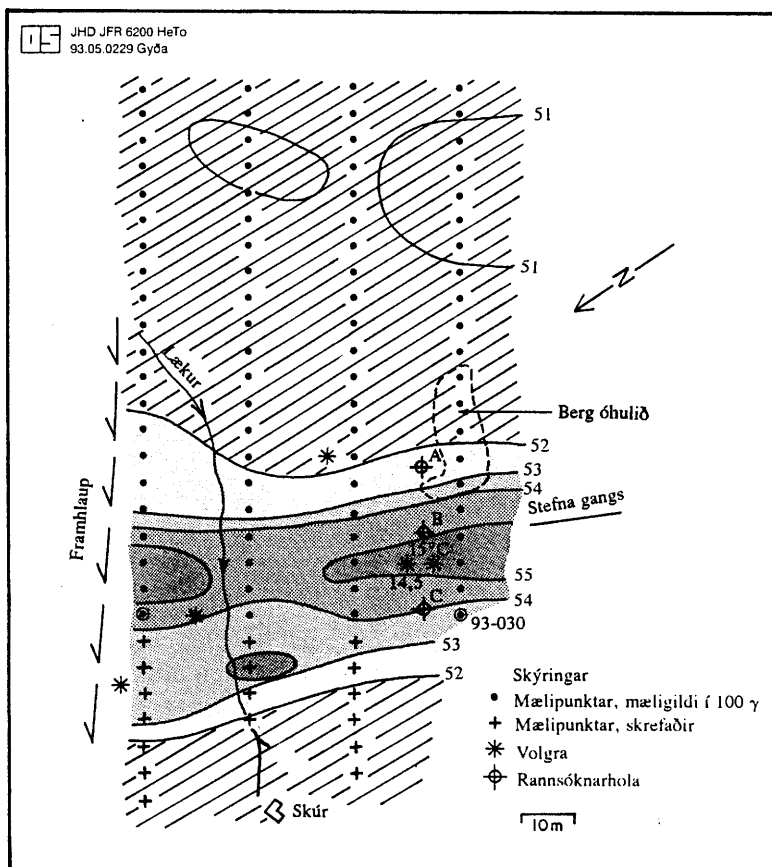 OS JHD JFR 6200 HeTo
93.05.0229 Gyða
51
51
N
Lækur
Berg óhulið
A
52
53
54
Stefna gangs
Framhlaup
B
15°C
14,5
55
C
54
93-030
53
52
Skýringar
Mælipunktar, mæligildi í 100 γ
Mælipunktar, skrefaðir
Volgra
Rannsóknarhola
Skúr
10m